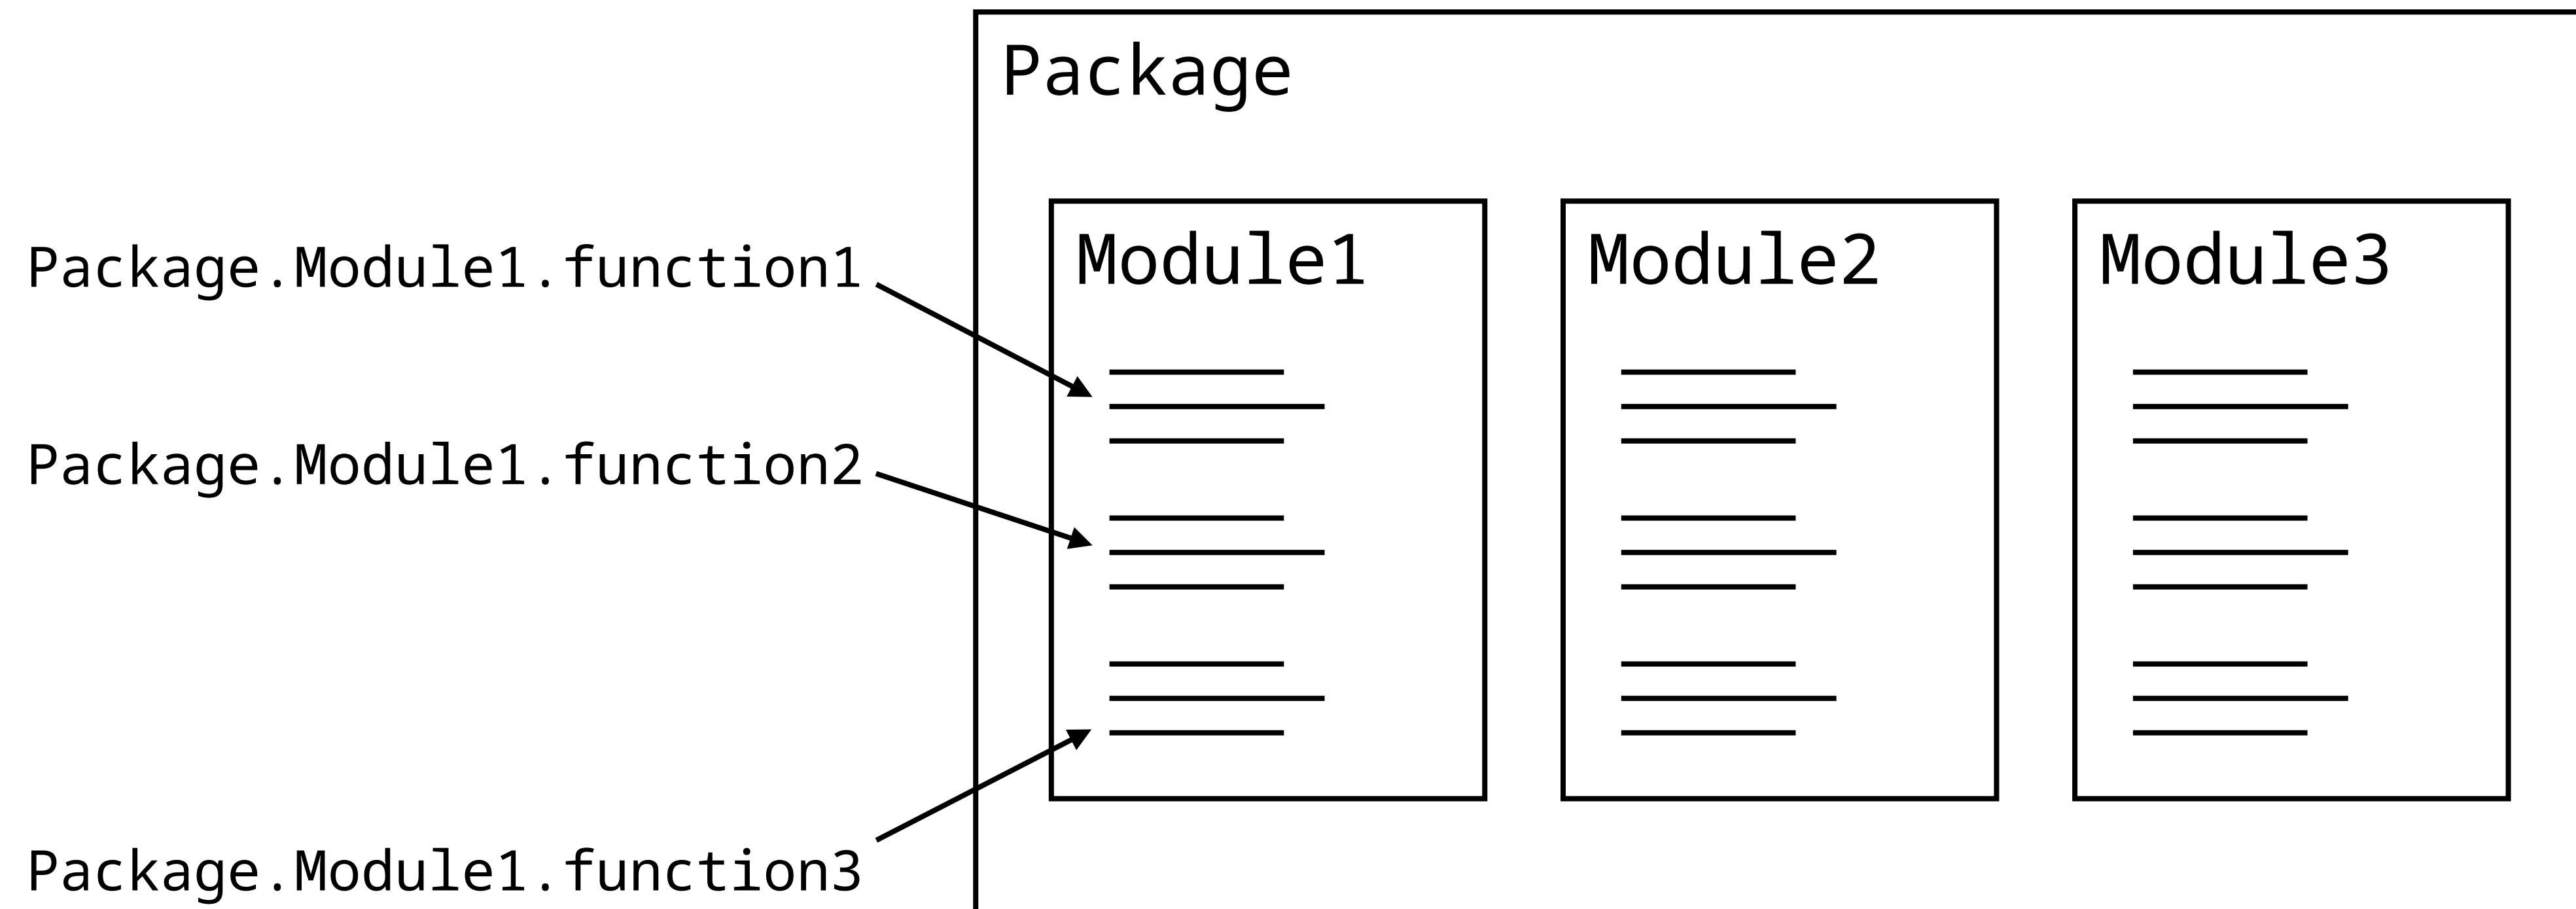 Package
Module1
Module2
Module3
Package.Module1.function1
Package.Module1.function2
Package.Module1.function3